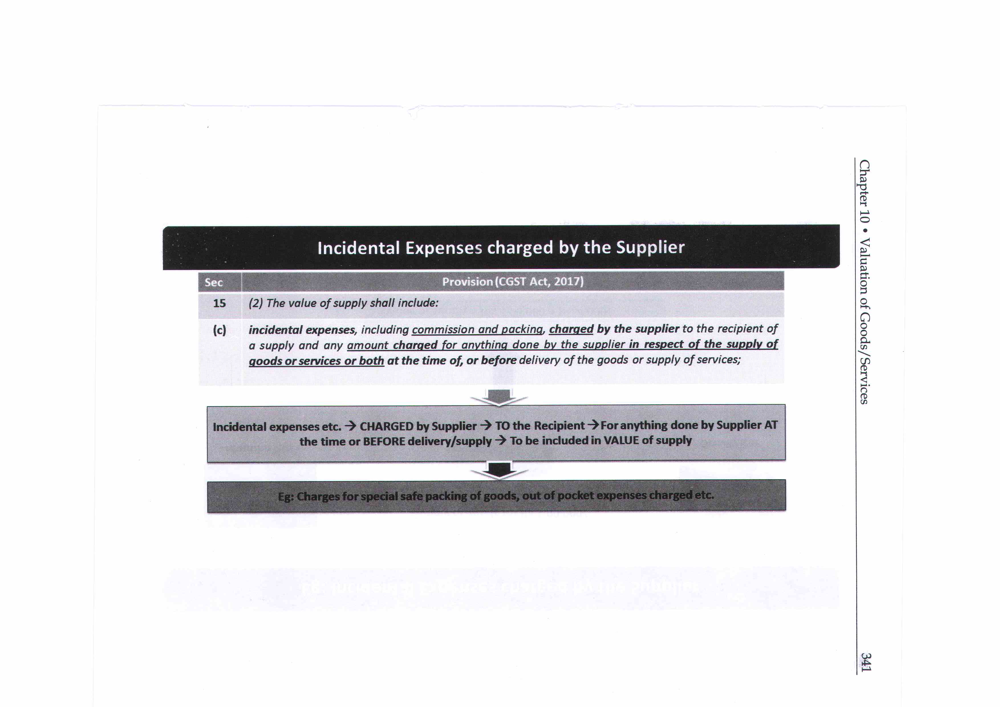 Chapter 10 • Valuation of Goods/Services
341
Incidental Expenses charged by the Supplier
Sec Provision (CGST Act, 2017)
15 (2) The value of supply shall include:
(c) incidental expenses, including commission and packing, charged by the supplier to the recipient of
a supply and any amount charged for anything done by the supplier in respect of the supply of
goods or services or both at the time of, or before delivery of the goods or supply of services;
Incidental expenses etc. → CHARGED by Supplier → TO the Recipient → For anything done by Supplier AT
the time or BEFORE delivery/supply → To be included in VALUE of supply
Eg: Charges for special safe packing of goods, out of pocket expenses charged etc.